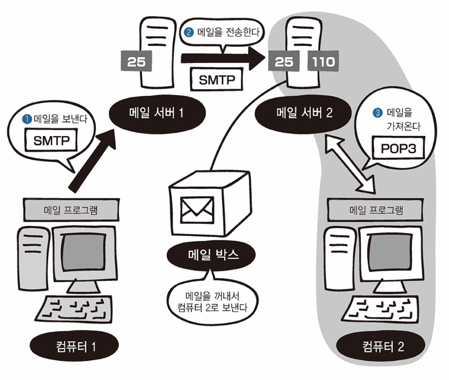 ❶ 메일을 보낸다
SMTP
25
메일 서버 1
❷ 메일을 전송한다
SMTP
25
110
메일 서버 2
❸ 메일을
가져온다
POP3
메일 프로그램
컴퓨터 1
메일 박스
메일을 꺼내서
컴퓨터 2로 보낸다
메일 프로그램
컴퓨터 2